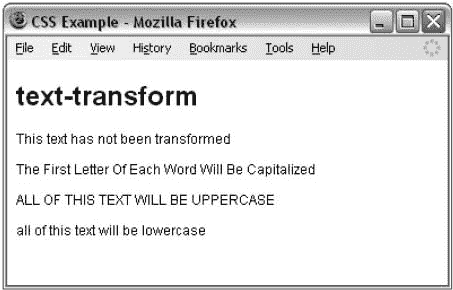 CSS Example - Mozilla Firefox
File Edit View History Bookmarks Tools Help
text-transform
This text has not been transformed
The First Letter Of Each Word Will Be Capitalized
ALL OF THIS TEXT WILL BE UPPERCASE
all of this text will be lowercase